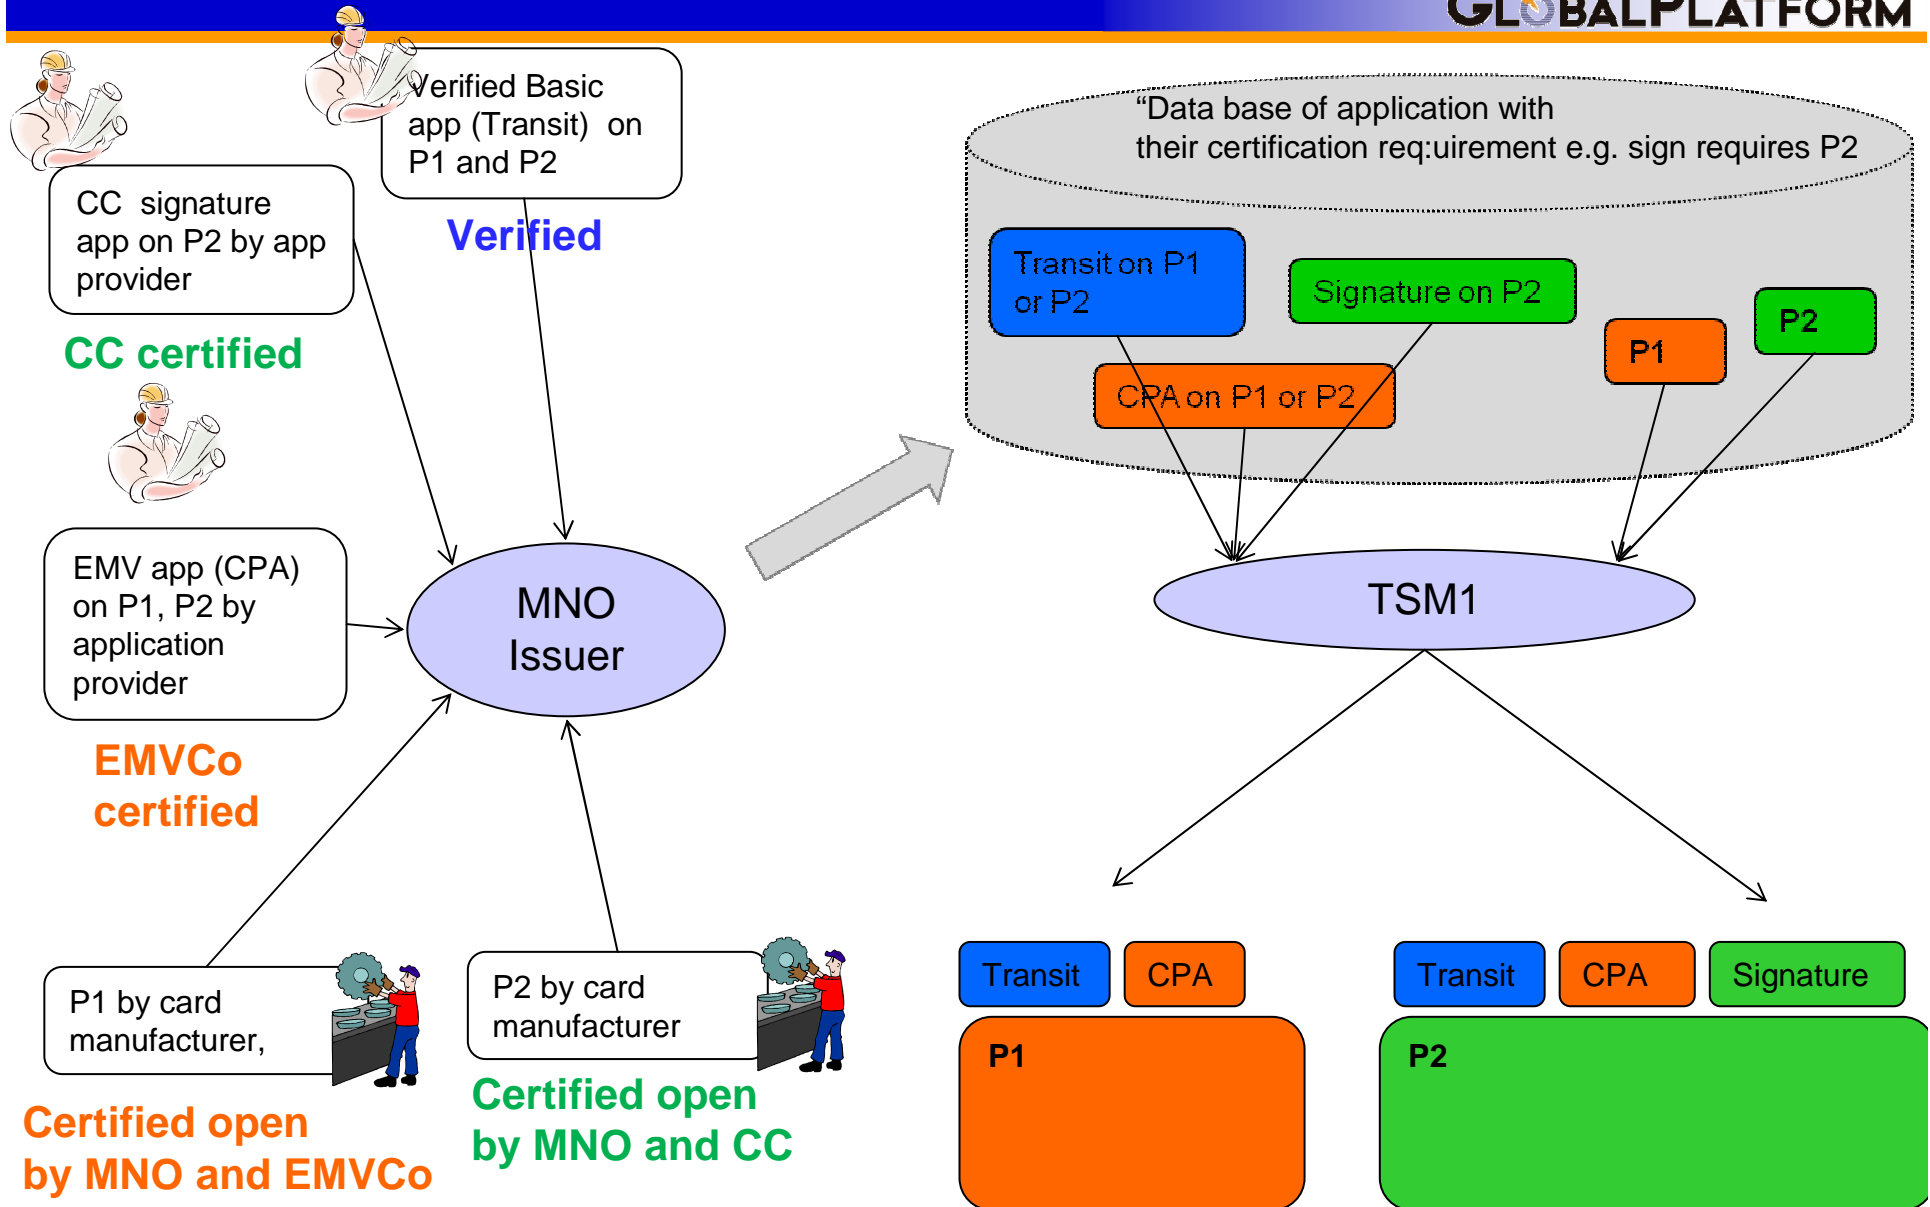 GLOBALPLATFORM
Verified Basic
app (Transit) on
P1 and P2
Verified
CC signature
app on P2 by app
provider
CC certified
EMV app (CPA)
on P1, P2 by
application
provider
EMVCo
certified
MNO
Issuer
P1 by card
manufacturer,
Certified open
by MNO and EMVCo
P2 by card
manufacturer
Certified open
by MNO and CC
“Data base of application with
their certification req:uirement e.g. sign requires P2
Transit on P1
or P2
Signature on P2
CPA on P1 or P2
P1
P2
TSM1
Transit
CPA
P1
Transit
CPA
Signature
P2